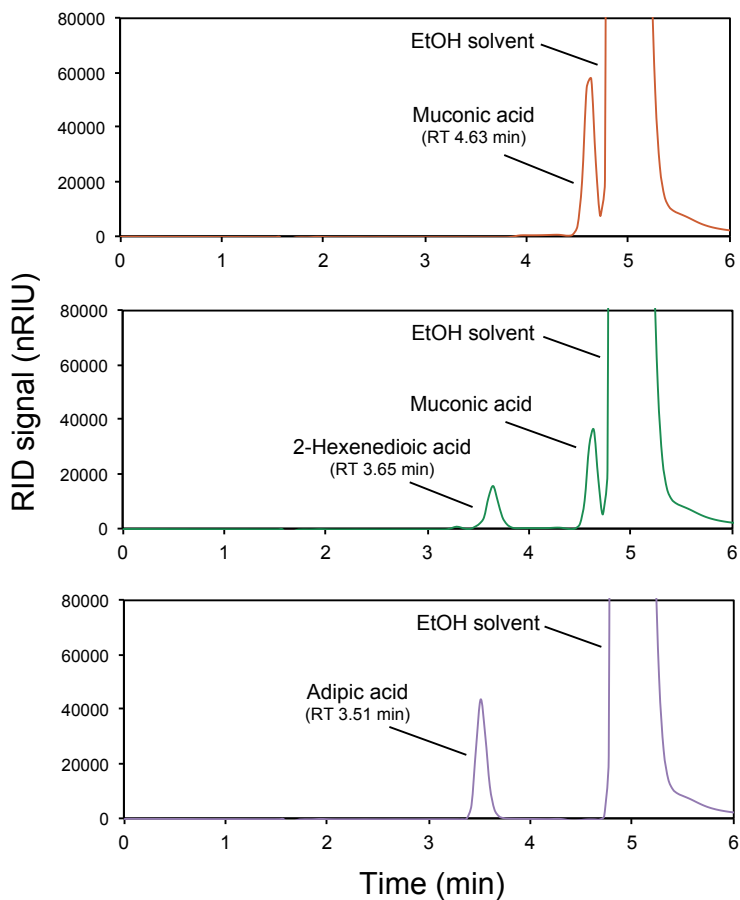 80000
EtOH solvent
60000
Muconic acid
(RT 4.63 min)
40000
20000
0
0 1 2 3 4 5 6
80000
EtOH solvent
60000
Muconic acid
40000
2-Hexenedioic acid
(RT 3.65 min)
20000
0
0 1 2 3 4 5 6
80000
EtOH solvent
60000
Adipic acid
(RT 3.51 min)
40000
20000
0
0 1 2 3 4 5 6
RID signal (nRIU)
Time (min)